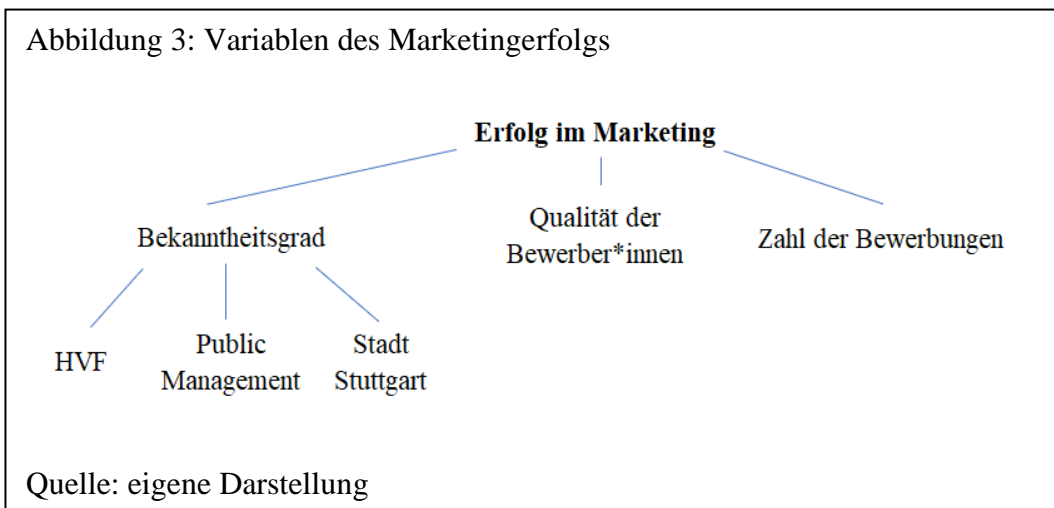 Abbildung 3: Variablen des Marketingerfolgs
Erfolg im Marketing
Bekanntheitsgrad
Qualität der
Bewerber*innen
Zahl der Bewerbungen
HVF
Public
Management
Stadt
Stuttgart
Quelle: eigene Darstellung